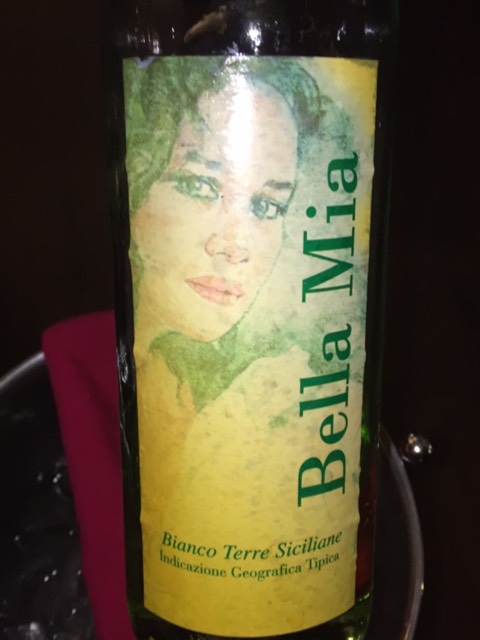 Bella Mia
Bianco Terre Siciliane
Indicazione Geografica Tipica